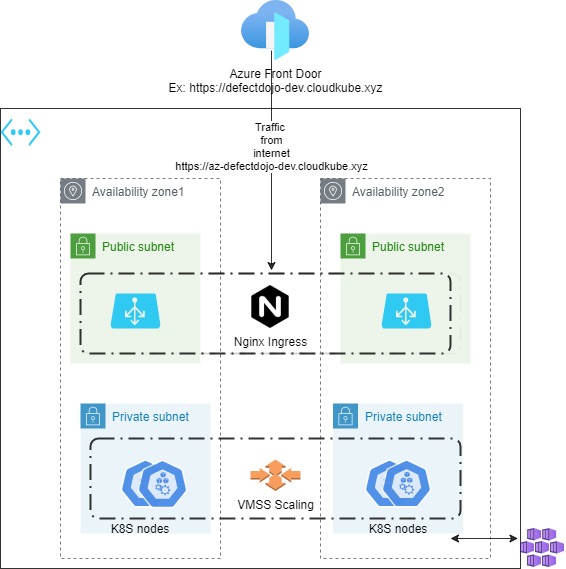 Azure Front Door
Ex: https://defectdojo-dev.cloudkube.xyz
Traffic
from
internet
https://az-defectdojo-dev.cloudkube.xyz
Availability zone1
Availability zone2
Public subnet
Public subnet
N
Nginx Ingress
Private subnet
Private subnet
VMSS Scaling
K8S nodes
K8S nodes